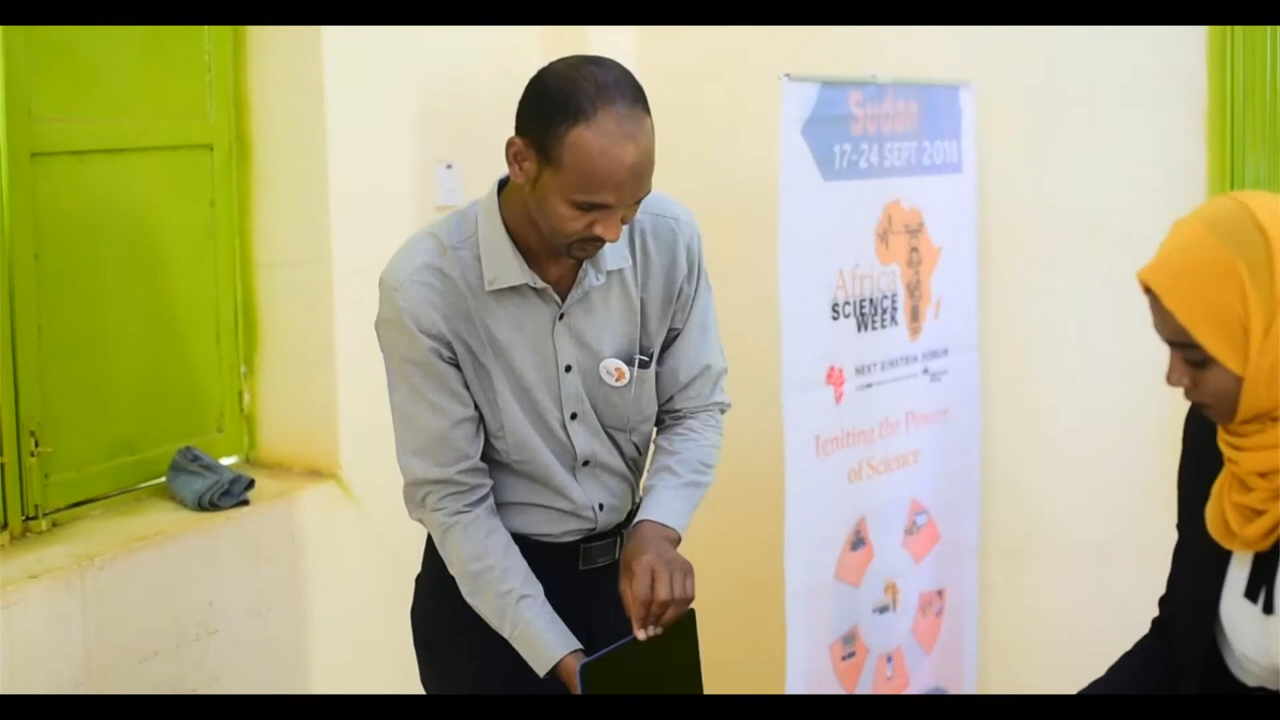 Sudan
17-24 SEPT 2018
Africa
SCIENCE
WEEK
NEXT EINSTEIN FORUM
Igniting the Power
of Science